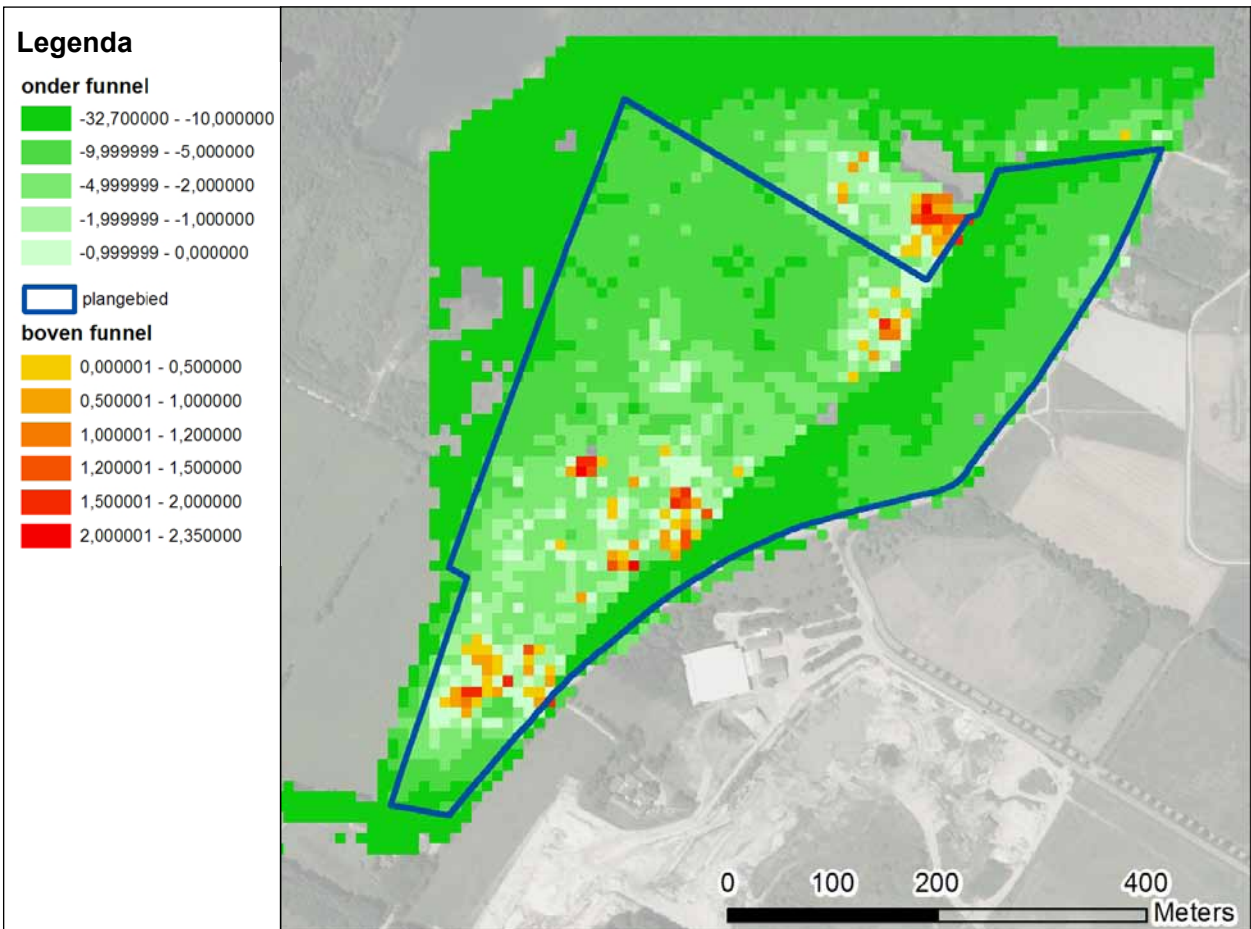 Legenda
onder funnel
-32,700000 - -10,000000
-9,999999 - -5,000000
-4,999999 - -2,000000
-1,999999 - -1,000000
-0,999999 - 0,000000
plangebied
boven funnel
0,000001 - 0,500000
0,500001 - 1,000000
1,000001 - 1,200000
1,200001 - 1,500000
1,500001 - 2,000000
2,000001 - 2,350000
0 100 200 400
Meters